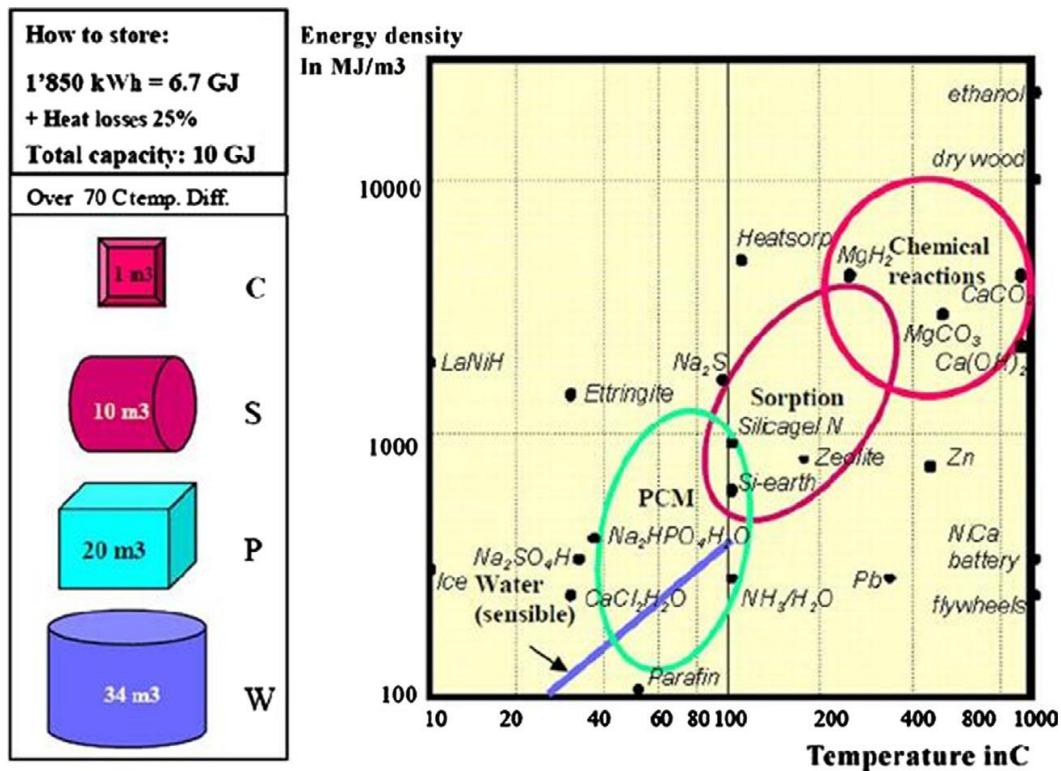 How to store:
1'850 kWh = 6.7 GJ
+ Heat losses 25%
Total capacity: 10 GJ
Over 70 C temp. Diff.
1 m3
C
10 m3
S
20 m3
P
34 m3
W
Energy density
In MJ/m3
10000
1000
100
ethanol
dry wood
Heatsorp
MgH2
Chemical
reactions
CaCO3
MgCO3
Ca(OH)2
LaNiH
Na2S
Ettringite
Sorption
Silicagel N
Zeolite
Zn
Si-earth
PCM
Na2HPO4H2O
Na2SO4H
NiCa
battery
Ice
Water
(sensible)
CaCl2H2O
NH3/H2O
Pb
flywheels
Parafin
10 20 40 60 80 100 200 400 600 1000
Temperature inC